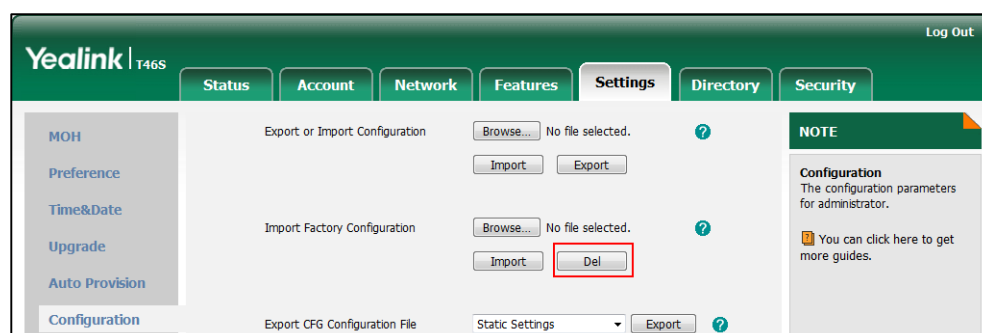 Log Out
Yealink T46S
Status Account Network Features Settings Directory Security
MOH
Preference
Time&Date
Upgrade
Auto Provision
Configuration
Export or Import Configuration Browse... No file selected. ?
Import Export
Import Factory Configuration Browse... No file selected. ?
Import Del
Export CFG Configuration File Static Settings Export ?
NOTE
Configuration
The configuration parameters
for administrator.
? You can click here to get
more guides.